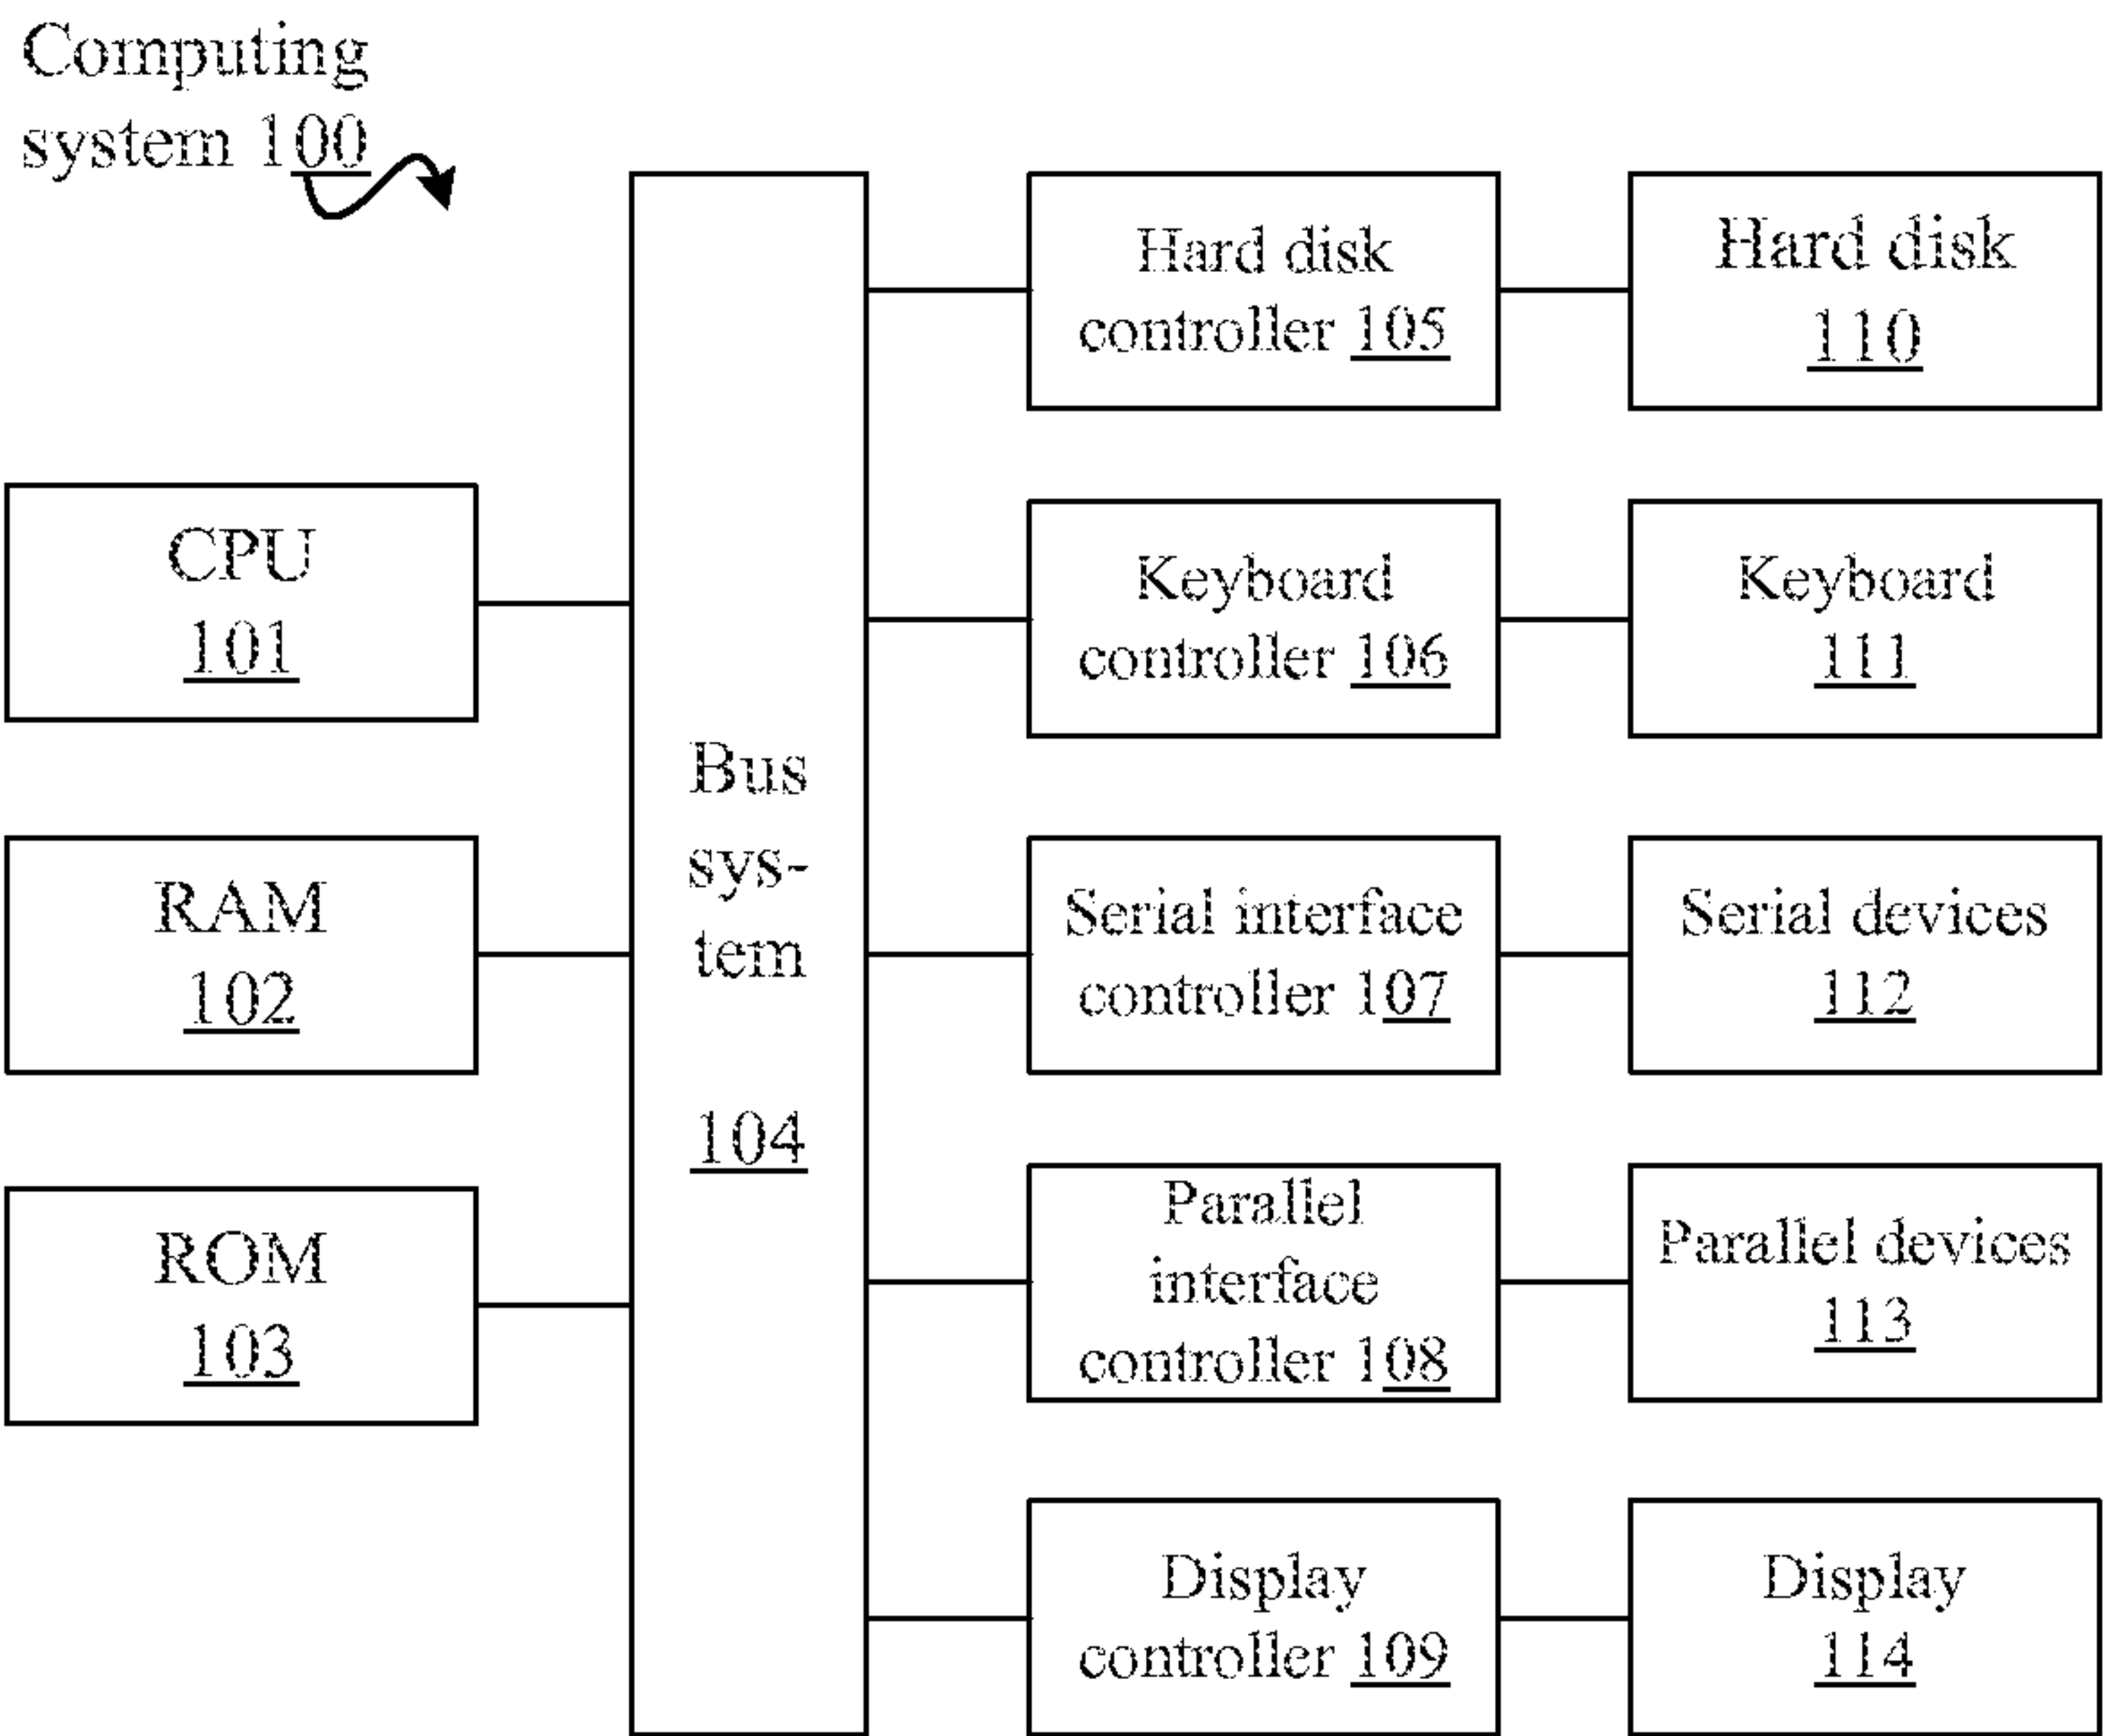 Computing
system 100
Hard disk
controller 105
Hard disk
110
CPU
101
Keyboard
controller 106
Keyboard
111
Bus
sys-
tem
104
RAM
102
Serial interface
controller 107
Serial devices
112
ROM
103
Parallel
interface
controller 108
Parallel devices
113
Display
controller 109
Display
114